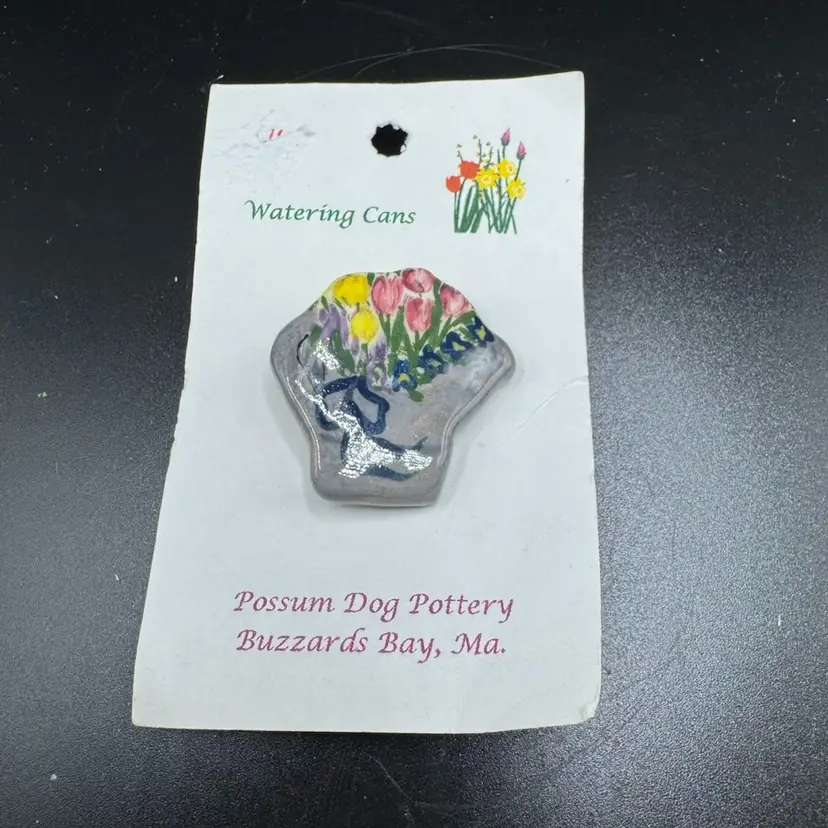 Watering Cans
Possum Dog Pottery
Buzzards Bay, Ma.